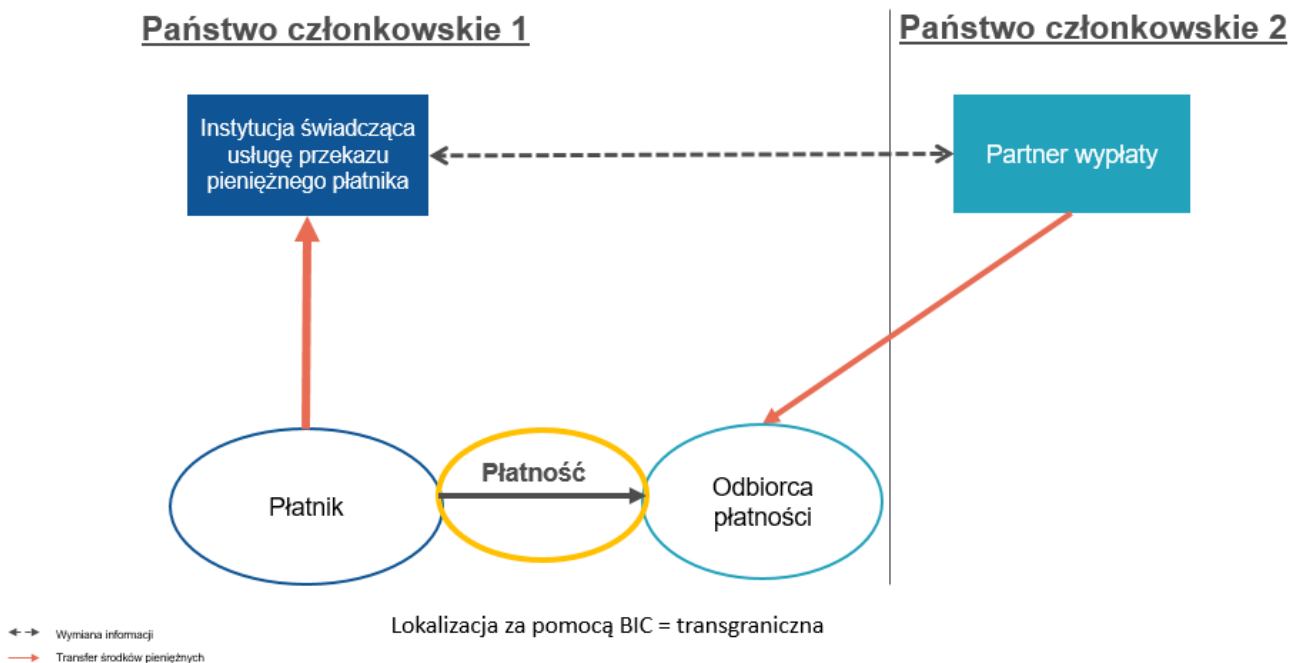 Państwo członkowskie 1
Państwo członkowskie 2
Instytucja świadcząca
usługę przekazu
pieniężnego płatnika
Partner wypłaty
Płatnik
Płatność
Odbiorca
płatności
Lokalizacja za pomocą BIC = transgraniczna
Wymiana informacji
Transfer środków pieniężnych